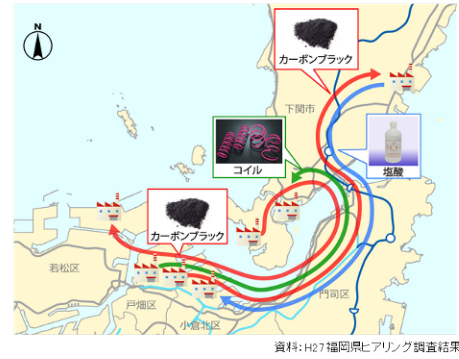 N
カーボンブラック
下関市
コイル
塩酸
カーボンブラック
若松区
戸畑区
小倉北区
門司区
資料：H27福岡県ヒアリング調査結果